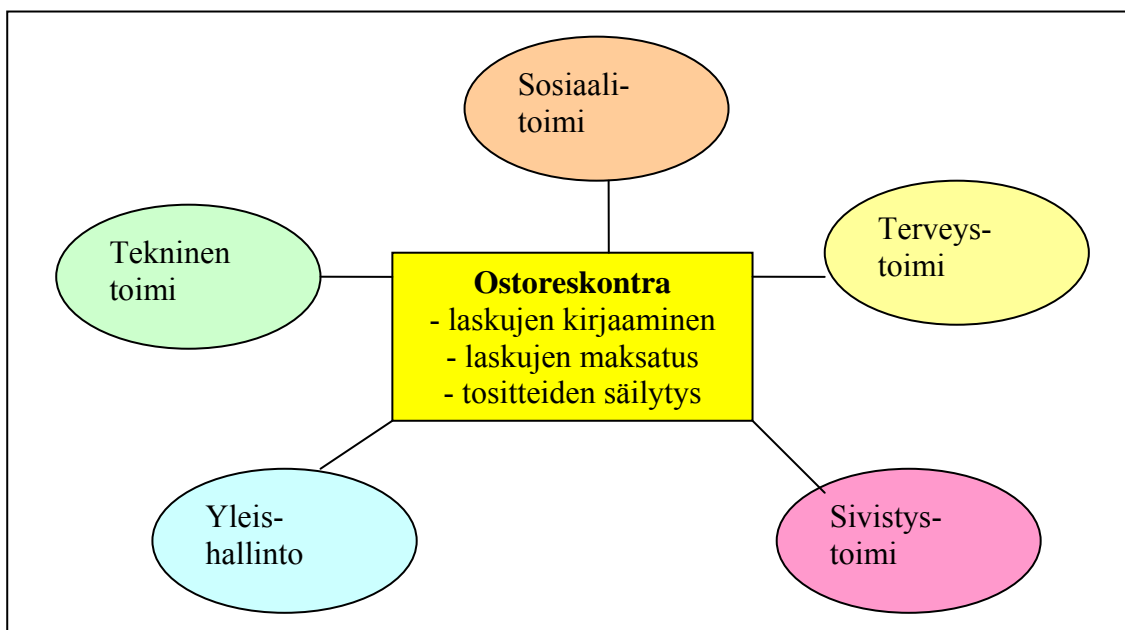 Sosiaali-
toimi
Tekninen
toimi
Terveys-
toimi
Ostoreskontra
- laskujen kirjaaminen
- laskujen maksatus
- tositteiden säilytys
Yleis-
hallinto
Sivistys-
toimi